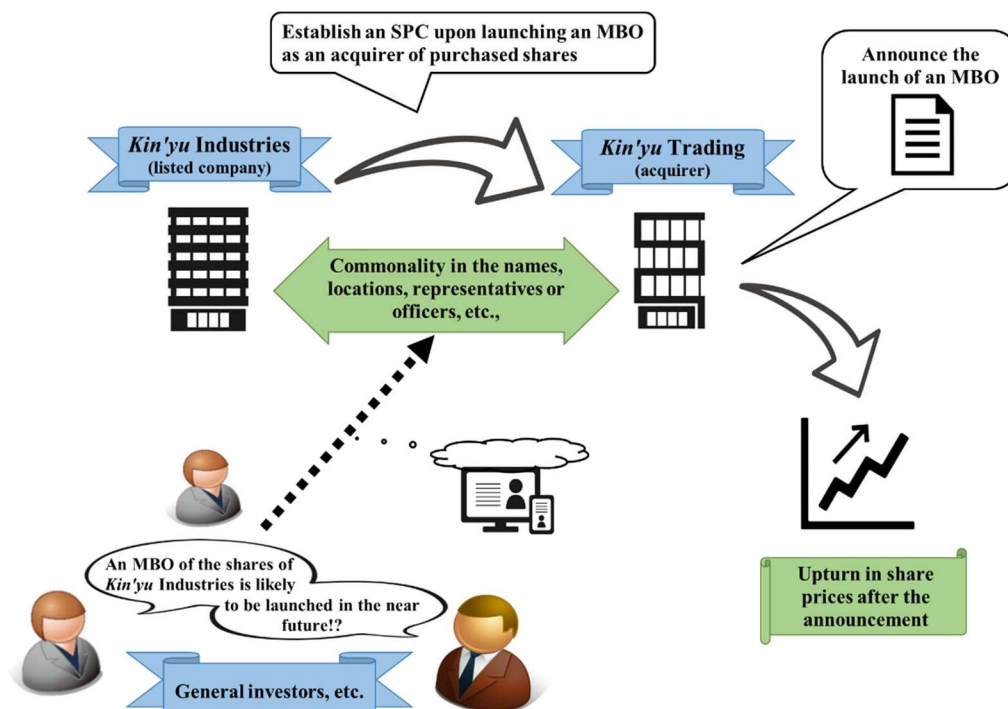 Establish an SPC upon launching an MBO
as an acquirer of purchased shares
Announce the
launch of an MBO
Kin'yu Industries
(listed company)
Kin'yu Trading
(acquirer)
Commonality in the names,
locations, representatives or
officers, etc.,
An MBO of the shares of
Kin'yu Industries is likely
to be launched in the near
future!?
General investors, etc.
Upturn in share
prices after the
announcement